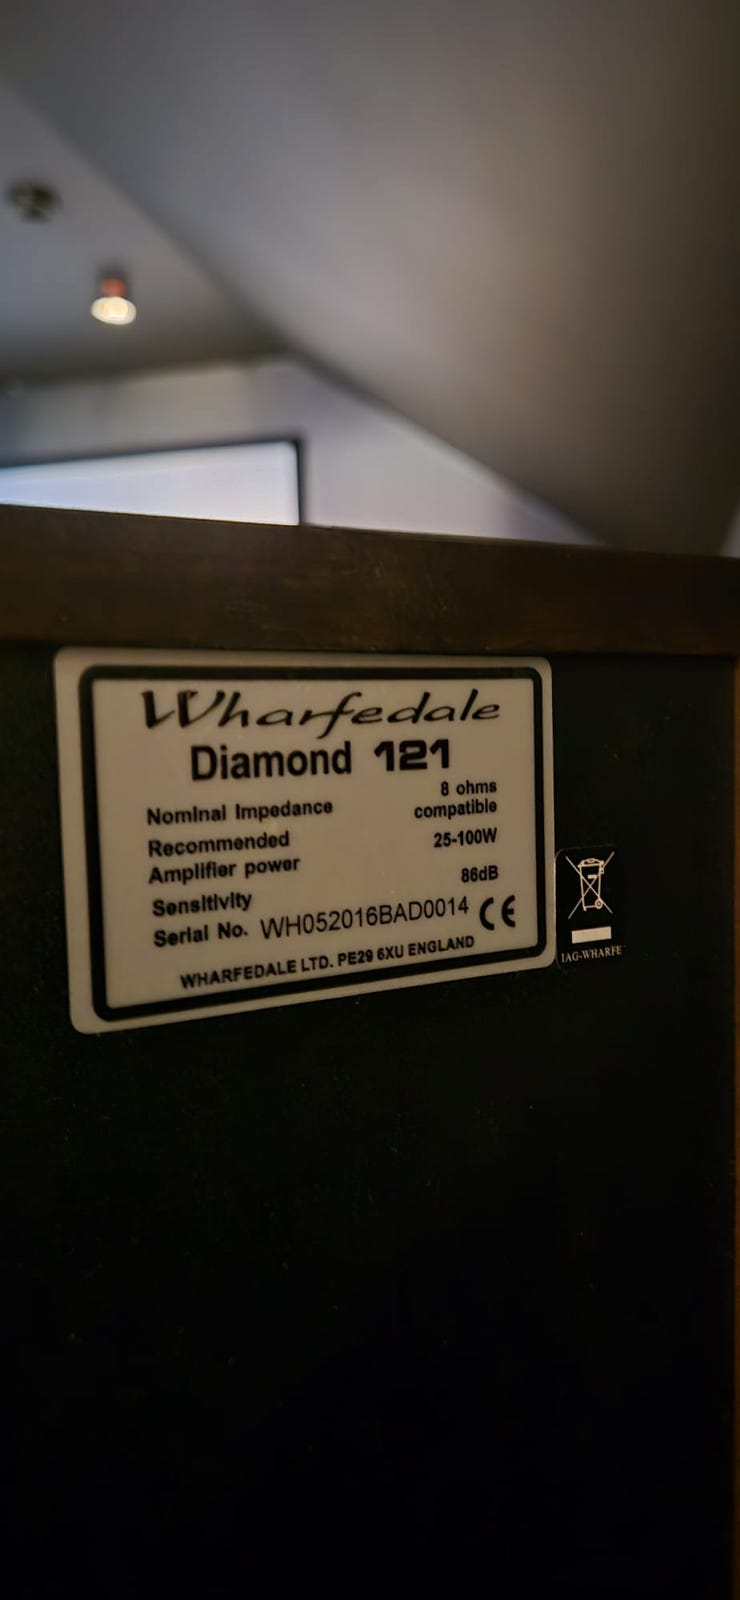 Wharfedale
Diamond 121
Nominal Impedance 8 ohms compatible
Recommended Amplifier power 25-100W
Sensitivity 86dB
Serial No. WH052016BAD0014 CE
WHARFEDALE LTD. PE29 6XU ENGLAND
IAG-WHARFE